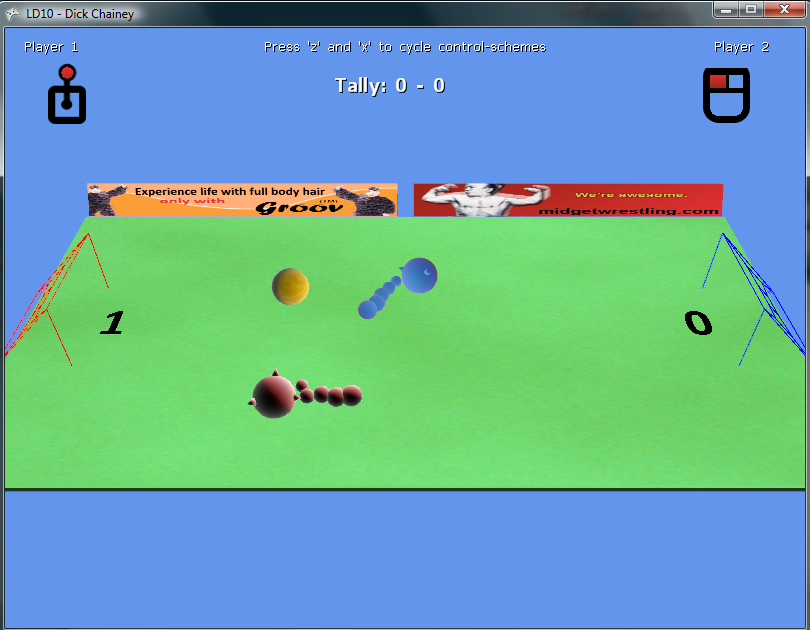 LD10 - Dick Chainey
Player 1
Press 'z' and 'x' to cycle control-schemes
Player 2
Tally: 0 - 0
Experience life with full body hair
only with
Groov (TM)
We're awesome.
midgetwrestling.com
1
0